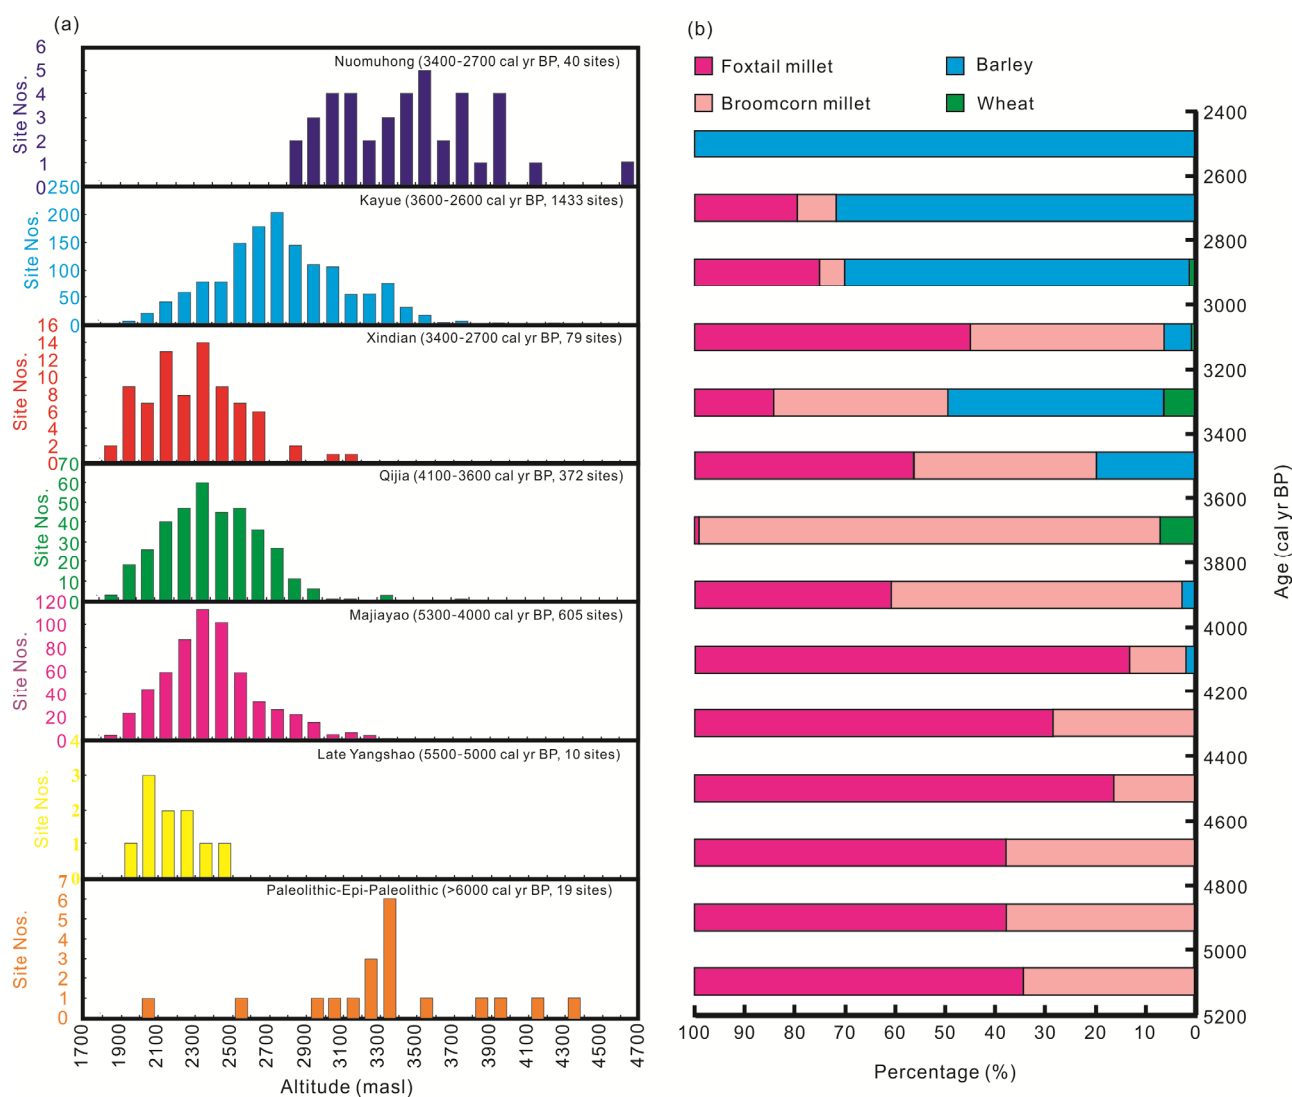 (a)
Site Nos.
6
5
4
3
2
1
0
Nuomuhong (3400-2700 cal yr BP, 40 sites)
Site Nos.
250
200
150
100
50
0
Kayue (3600-2600 cal yr BP, 1433 sites)
Site Nos.
16
14
12
10
8
6
4
2
0
Xindian (3400-2700 cal yr BP, 79 sites)
Site Nos.
70
60
50
40
30
20
10
0
Qijia (4100-3600 cal yr BP, 372 sites)
Site Nos.
120
100
80
60
40
20
0
Majiayao (5300-4000 cal yr BP, 605 sites)
Site Nos.
4
3
2
1
0
Late Yangshao (5500-5000 cal yr BP, 10 sites)
Site Nos.
7
6
5
4
3
2
1
0
Paleolithic-Epi-Paleolithic (>6000 cal yr BP, 19 sites)
1700 1900 2100 2300 2500 2700 2900 3100 3300 3500 3700 3900 4100 4300 4500 4700
Altitude (masl)
(b)
Foxtail millet
Barley
Broomcorn millet
Wheat
2400
2600
2800
3000
3200
3400
3600
3800
4000
4200
4400
4600
4800
5000
5200
Age (cal yr BP)
100 90 80 70 60 50 40 30 20 10 0
Percentage (%)